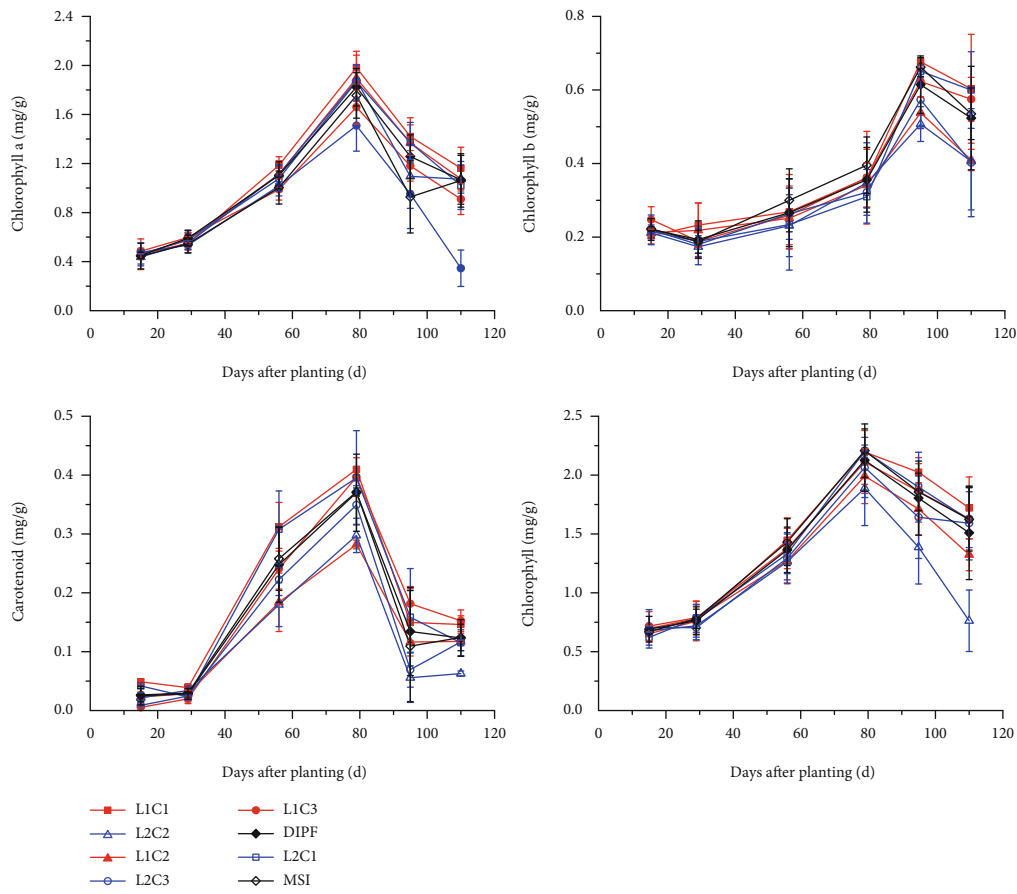 Chlorophyll a (mg/g)
2.4
2.0
1.6
1.2
0.8
0.4
0.0
0 20 40 60 80 100 120
Days after planting (d)
Chlorophyll b (mg/g)
0.8
0.6
0.4
0.2
0.0
0 20 40 60 80 100 120
Days after planting (d)
Carotenoid (mg/g)
0.5
0.4
0.3
0.2
0.1
0.0
0 20 40 60 80 100 120
Days after planting (d)
Chlorophyll (mg/g)
2.5
2.0
1.5
1.0
0.5
0.0
0 20 40 60 80 100 120
Days after planting (d)
L1C1
L2C2
L1C2
L2C3
L1C3
DIPF
L2C1
MSI